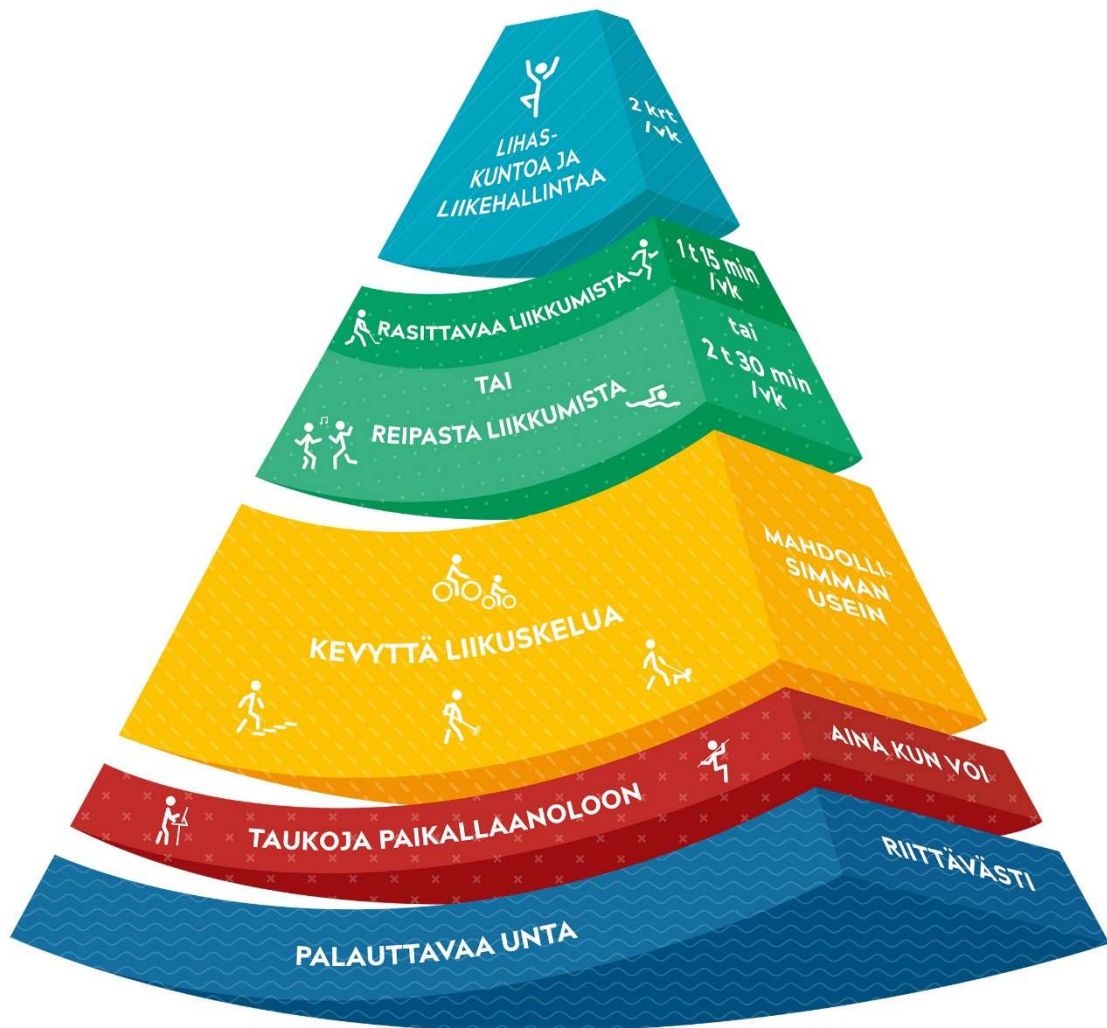 LIHAS-
KUNTOA JA
LIIKEHALLINTAA
2 krt
/vk
RASITTAVAA LIIKKUMISTA
1 t 15 min
/vk
TAI
REIPASTA LIIKKUMISTA
tai
2 t 30 min
/vk
KEVYTTÄ LIIKUSKELUA
MAHDOLLI-
SIMMAN
USEIN
TAUKOJA PAIKALLAANOLOON
AINA KUN VOI
PALAUTTAVAA UNTA
RIITTÄVÄSTI